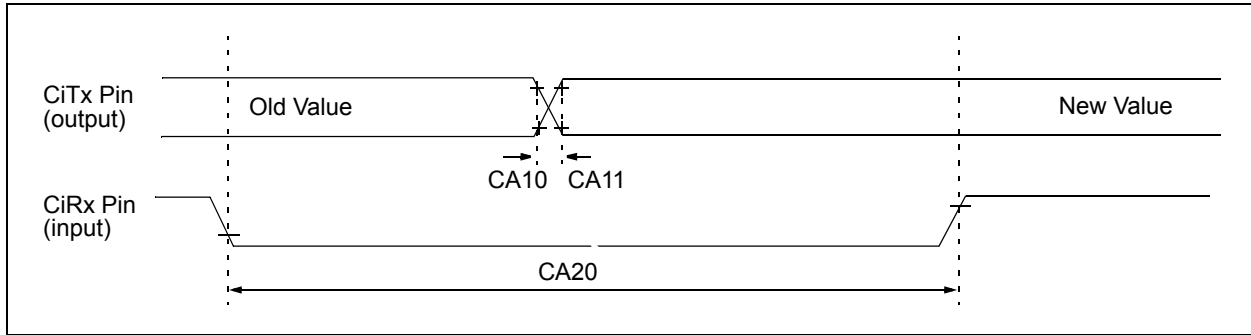 CiTx Pin
(output)
Old Value
New Value
CA10 CA11
CiRx Pin
(input)
CA20